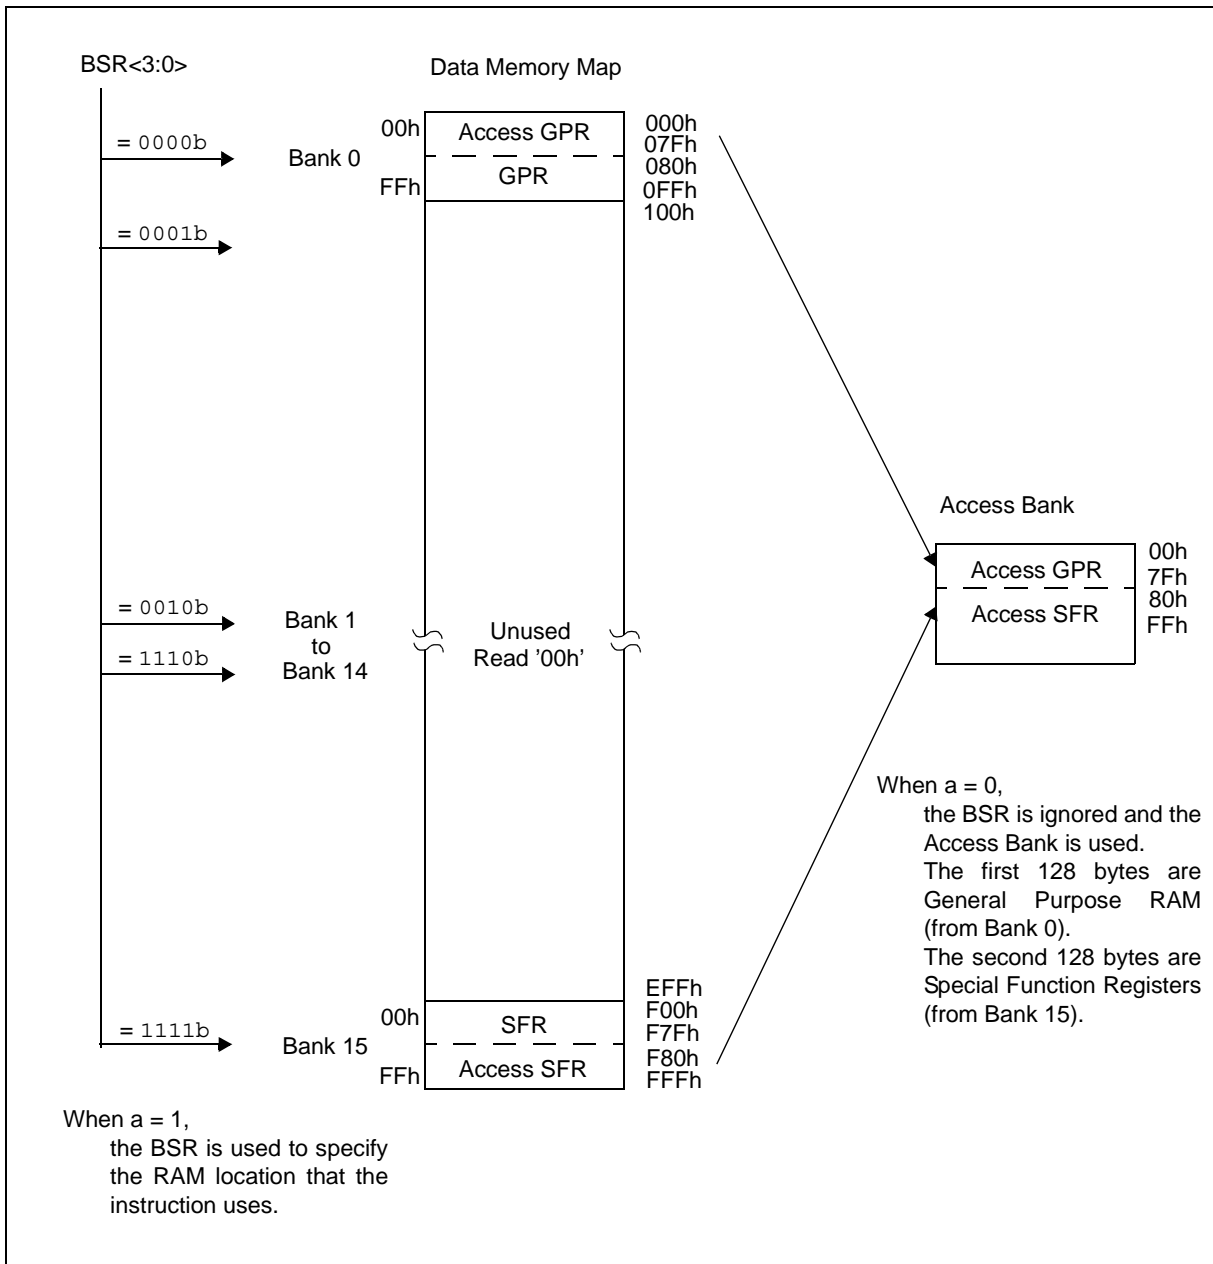 BSR<3:0>
Data Memory Map
= 0000b
Bank 0
00h
FFh
Access GPR
GPR
000h
07Fh
080h
0FFh
100h
= 0001b
= 0010b
= 1110b
Bank 1
to
Bank 14
Unused
Read '00h'
Access Bank
Access GPR
Access SFR
00h
7Fh
80h
FFh
When a = 0,
the BSR is ignored and the
Access Bank is used.
The first 128 bytes are
General Purpose RAM
(from Bank 0).
The second 128 bytes are
Special Function Registers
(from Bank 15).
= 1111b
Bank 15
00h
FFh
SFR
Access SFR
EFFh
F00h
F7Fh
F80h
FFFh
When a = 1,
the BSR is used to specify
the RAM location that the
instruction uses.